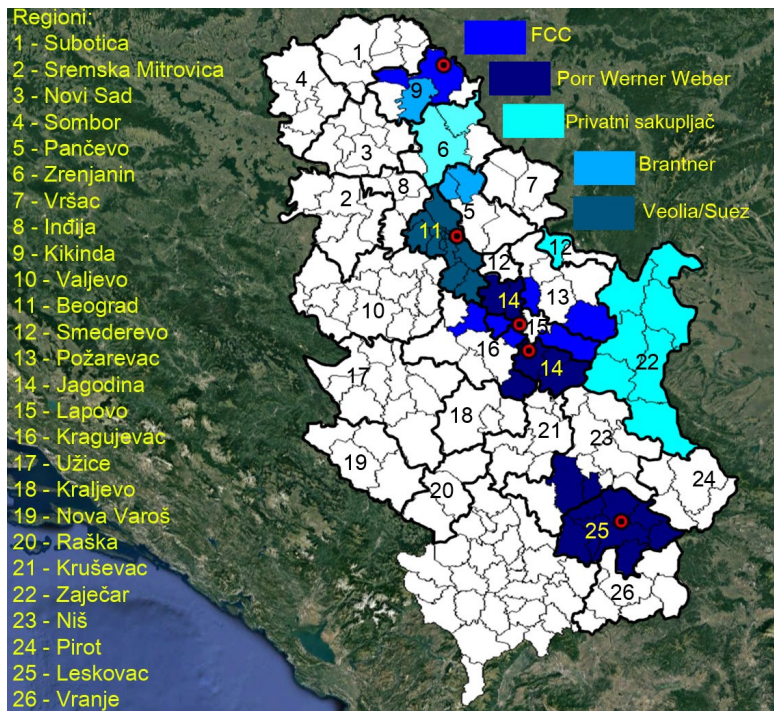 Regioni:
1 - Subotica
2 - Sremska Mitrovica
3 - Novi Sad
4 - Sombor
5 - Pančevo
6 - Zrenjanin
7 - Vršac
8 - Inđija
9 - Kikinda
10 - Valjevo
11 - Beograd
12 - Smederevo
13 - Požarevac
14 - Jagodina
15 - Lapovo
16 - Kragujevac
17 - Užice
18 - Kraljevo
19 - Nova Varoš
20 - Raška
21 - Kruševac
22 - Zaječar
23 - Niš
24 - Pirot
25 - Leskovac
26 - Vranje
FCC
Porr Werner Weber
Privatni sakupljač
Brantner
Veolia/Suez
1
4
9
3
6
2
8
7
5
11
12
12
14
13
10
15
16
14
22
17
18
21
23
19
20
24
25
26